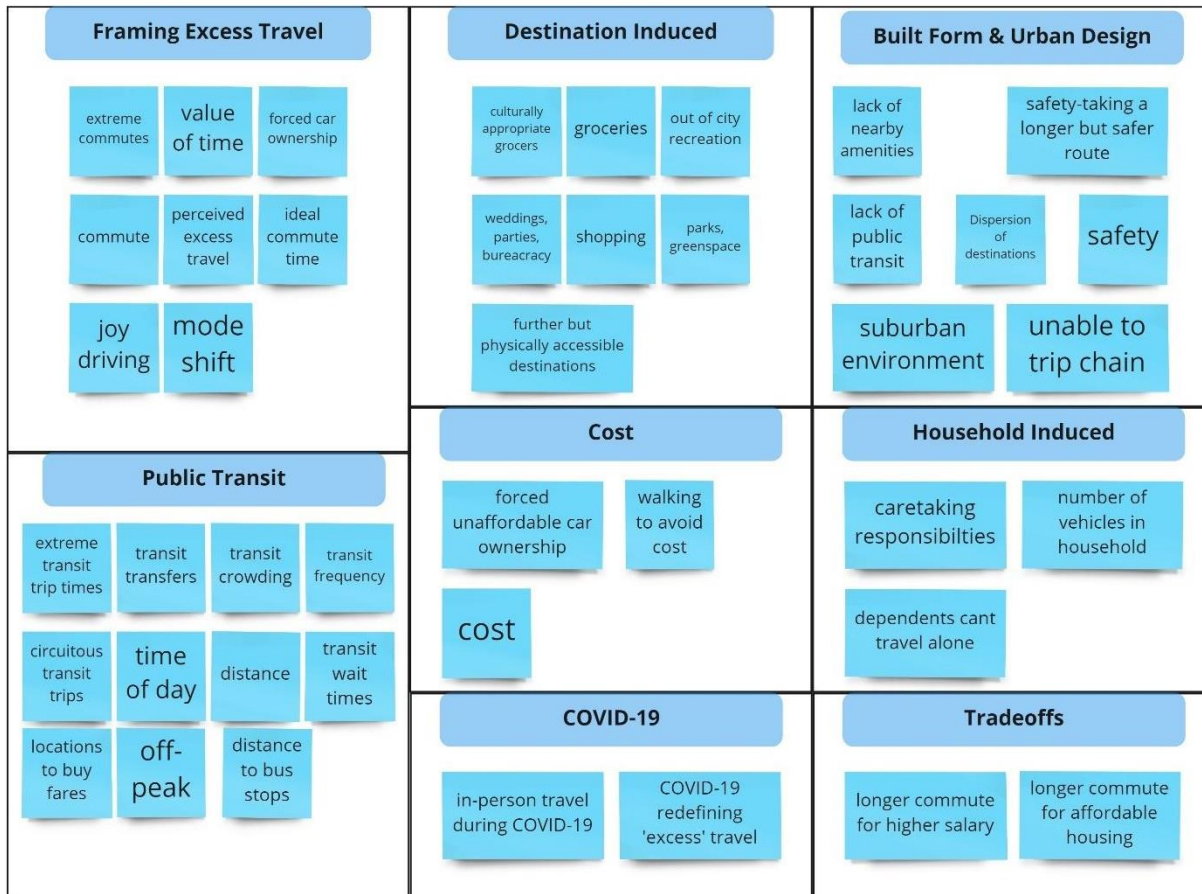 Framing Excess Travel
extreme
commutes
value
of time
forced car
ownership
commute
perceived
excess
travel
ideal
commute
time
joy
driving
mode
shift
Destination Induced
culturally
appropriate
grocers
groceries
out of city
recreation
weddings,
parties,
bureacracy
shopping
parks,
greenspace
further but
physically accessible
destinations
Built Form & Urban Design
lack of
nearby
amenities
safety-taking a
longer but safer
route
lack of
public
transit
Dispersion
of
destinations
safety
suburban
environment
unable to
trip chain
Public Transit
extreme
transit
trip times
transit
transfers
transit
crowding
transit
frequency
circuitous
transit
trips
time
of day
distance
transit
wait
times
locations
to buy
fares
off-
peak
distance
to bus
stops
Cost
forced
unaffordable car
ownership
walking
to avoid
cost
cost
Household Induced
caretaking
responsibilties
number of
vehicles in
household
dependents cant
travel alone
COVID-19
in-person travel
during COVID-19
COVID-19
redefining
'excess' travel
Tradeoffs
longer commute
for higher salary
longer commute
for affordable
housing